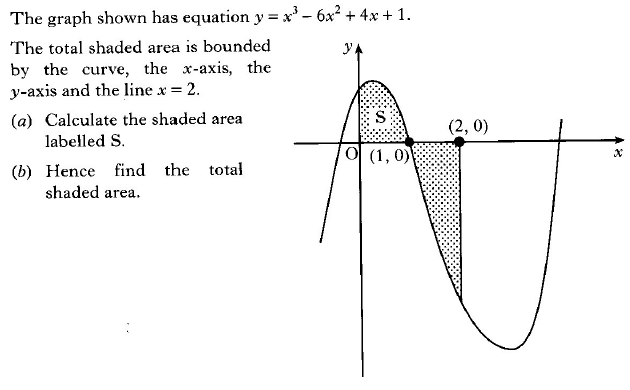 The graph shown has equation y = x³ – 6x² + 4x + 1.
The total shaded area is bounded
by the curve, the x-axis, the
y-axis and the line x = 2.
(a) Calculate the shaded area
labelled S.
(b) Hence find the total
shaded area.
y
S
(2, 0)
O
(1, 0)
x